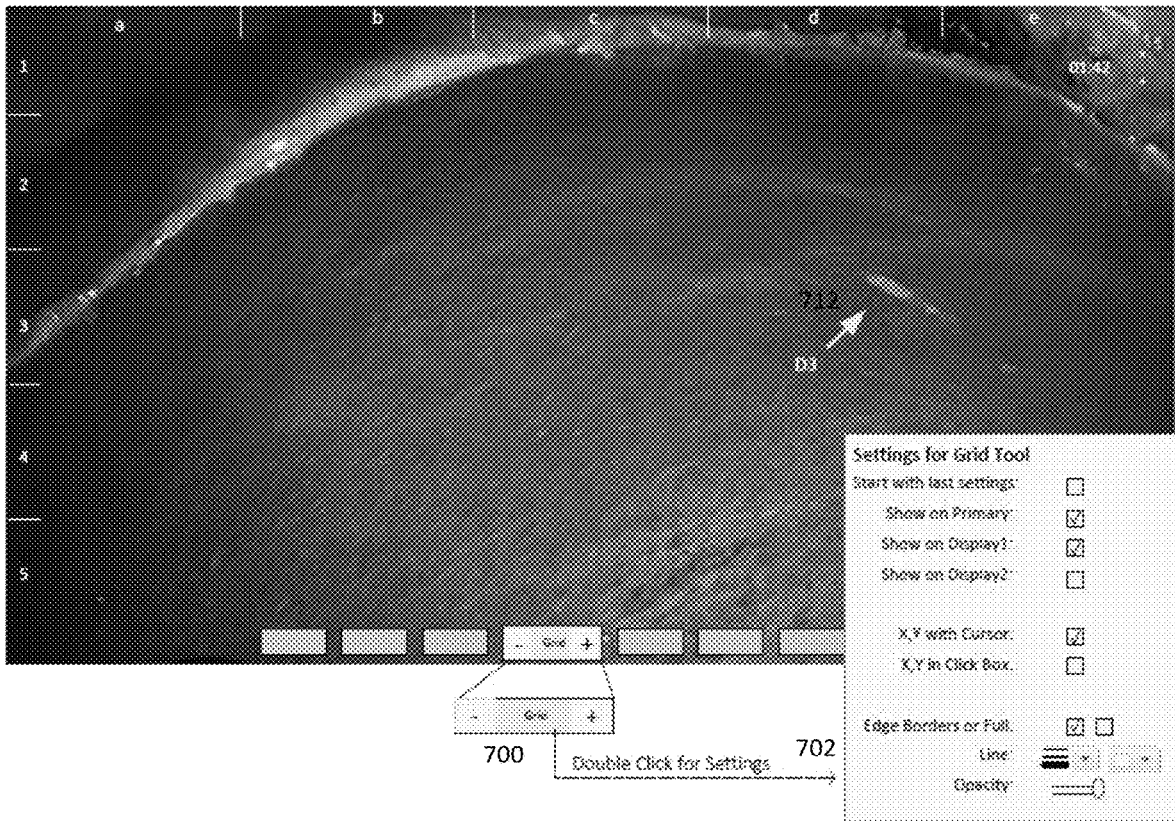 a b c d e
1
01:42
2
712
3
D3
4
Settings for Grid Tool
Start with last settings:
Show on Primary:
Show on Display1:
5
Show on Display2:
- Grid +
X,Y with Cursor:
X,Y in Click Box:
- Grid +
Edge Borders or Full:
700
702
Double Click for Settings
Line:
Opacity: